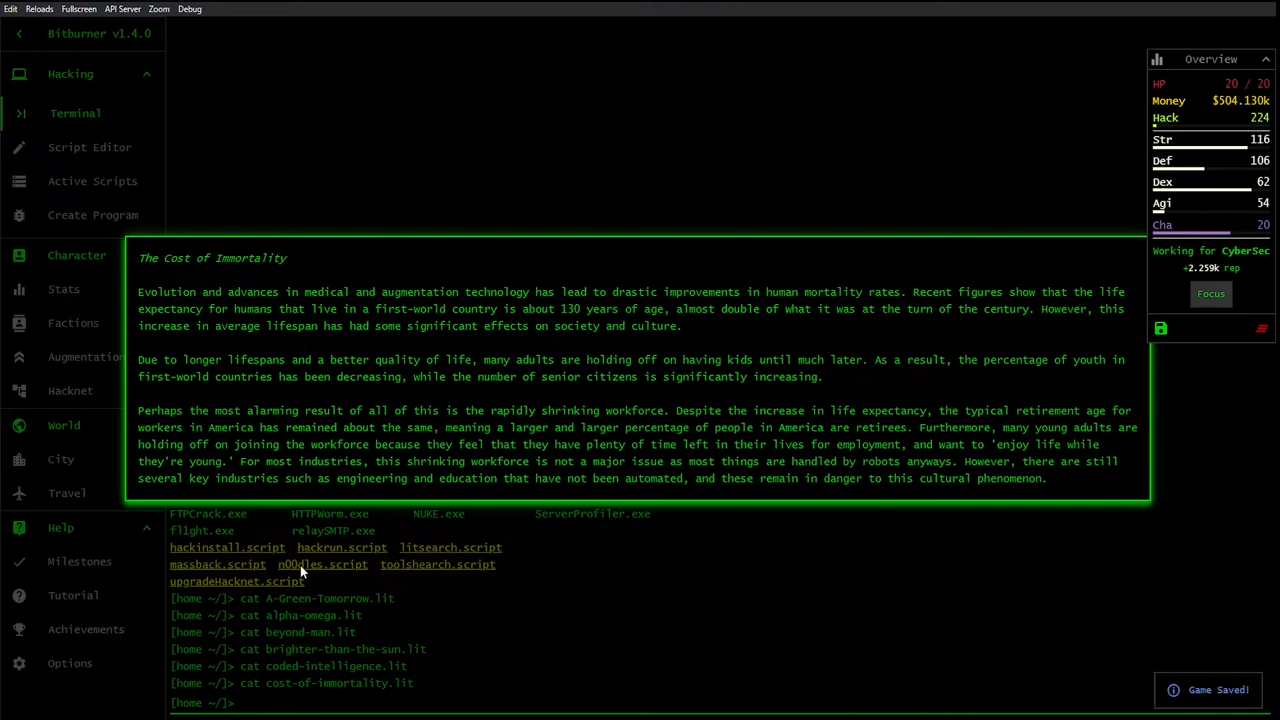 Edit Reloads Fullscreen API Server Zoom Debug
Bitburner v1.4.0
Hacking
Terminal
Script Editor
Active Scripts
Create Program
Character
Stats
Factions
Augmentation
Hacknet
World
City
Travel
Help
Milestones
Tutorial
Achievements
Options
The Cost of Immortality
Evolution and advances in medical and augmentation technology has lead to drastic improvements in human mortality rates. Recent figures show that the life
expectancy for humans that live in a first-world country is about 130 years of age, almost double of what it was at the turn of the century. However, this
increase in average lifespan has had some significant effects on society and culture.
Due to longer lifespans and a better quality of life, many adults are holding off on having kids until much later. As a result, the percentage of youth in
first-world countries has been decreasing, while the number of senior citizens is significantly increasing.
Perhaps the most alarming result of all of this is the rapidly shrinking workforce. Despite the increase in life expectancy, the typical retirement age for
workers in America has remained about the same, meaning a larger and larger percentage of people in America are retirees. Furthermore, many young adults are
holding off on joining the workforce because they feel that they have plenty of time left in their lives for employment, and want to 'enjoy life while
they're young.' For most industries, this shrinking workforce is not a major issue as most things are handled by robots anyways. However, there are still
several key industries such as engineering and education that have not been automated, and these remain in danger to this cultural phenomenon.
FTPCrack.exe HTTPWorm.exe NUKE.exe ServerProfiler.exe
fl1ght.exe relaySMTP.exe
hackinstall.script hackrun.script litsearch.script
massback.script n00dles.script toolshearch.script
upgradeHacknet.script
[home ~/]> cat A-Green-Tomorrow.lit
[home ~/]> cat alpha-omega.lit
[home ~/]> cat beyond-man.lit
[home ~/]> cat brighter-than-the-sun.lit
[home ~/]> cat coded-intelligence.lit
[home ~/]> cat cost-of-immortality.lit
[home ~/]>
Overview
HP 20 / 20
Money $504.130k
Hack 224
Str 116
Def 106
Dex 62
Agi 54
Cha 20
Working for CyberSec
+2.259k rep
Focus
Game Saved!